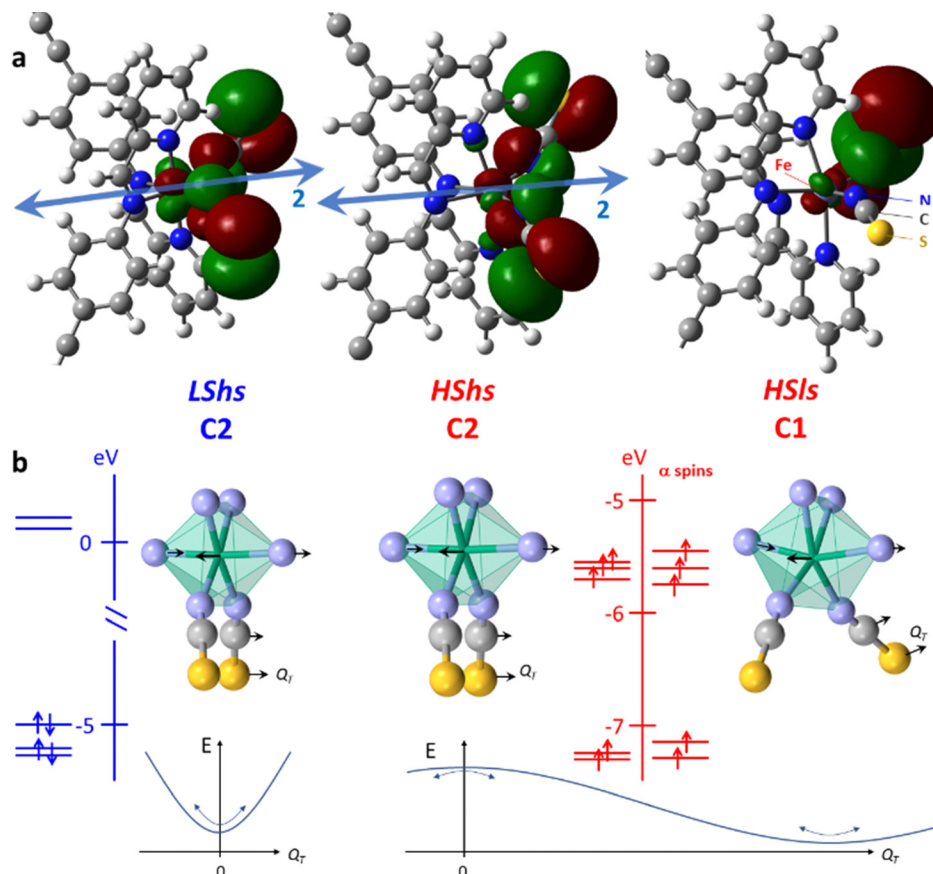 a
2
2
Fe
N
C
S
LShs
HShs
HSls
C2
C2
C1
b
eV
eV
α spins
-5
0
-6
Q_T
Q_T
Q_T
-5
-7
E
E
0
Q_T
0
Q_T